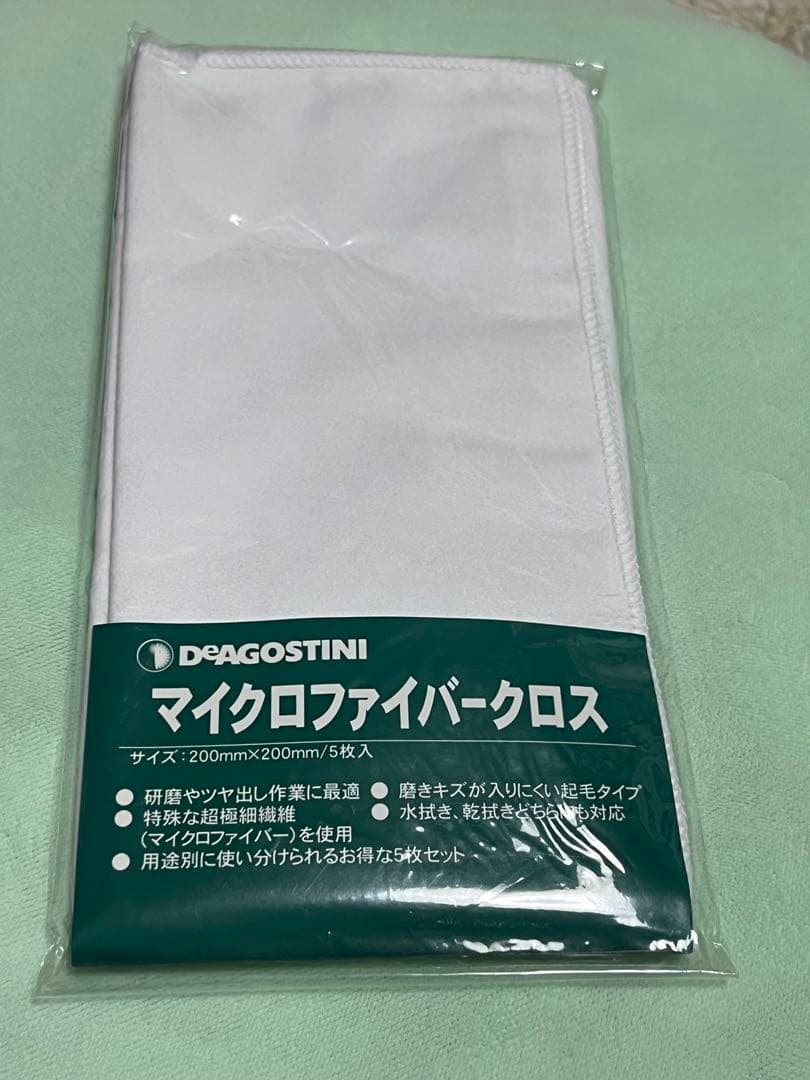 DeAGOSTINI
マイクロファイバークロス
サイズ:200mm×200mm/5枚入
● 研磨やツヤ出し作業に最適
● 特殊な超極細繊維
(マイクロファイバー)を使用
● 用途別に使い分けられるお得な5枚セット
● 磨きキズが入りにくい起毛タイプ
● 水拭き、乾拭きどちらにも対応